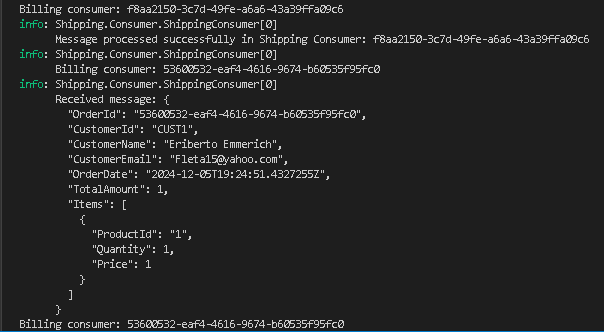 Billing consumer: f8aa2150-3c7d-49fe-a6a6-43a39ffa09c6
info: Shipping.Consumer.ShippingConsumer[0]
Message processed successfully in Shipping Consumer: f8aa2150-3c7d-49fe-a6a6-43a39ffa09c6
info: Shipping.Consumer.ShippingConsumer[0]
Billing consumer: 53600532-eaf4-4616-9674-b60535f95fc0
info: Shipping.Consumer.ShippingConsumer[0]
Received message: {
"OrderId": "53600532-eaf4-4616-9674-b60535f95fc0",
"CustomerId": "CUST1",
"CustomerName": "Eriberto Emmerich",
"CustomerEmail": "Fleta15@yahoo.com",
"OrderDate": "2024-12-05T19:24:51.4327255Z",
"TotalAmount": 1,
"Items": [
{
"ProductId": "1",
"Quantity": 1,
"Price": 1
}
]
}
Billing consumer: 53600532-eaf4-4616-9674-b60535f95fc0